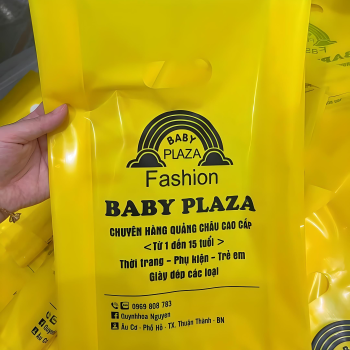 BABY
PLAZA
Fashion
BABY PLAZA
CHUYÊN HÀNG QUẢNG CHÂU CAO CẤP
<Từ 1 đến 15 tuổi>
Thời trang - Phụ kiện - Trẻ em
Giày dép các loại
0969 808 783
Quynhhoa Nguyen
Âu Cơ - Phố Hồ - TX. Thuận Thành - BN